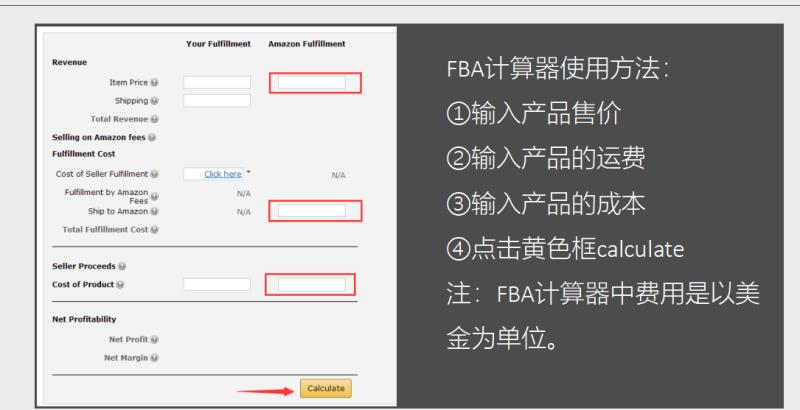 Your Fulfillment Amazon Fulfillment
Revenue
Item Price
Shipping
Total Revenue
Selling on Amazon fees
Fulfillment Cost
Cost of Seller Fulfillment Click here N/A
Fulfillment by Amazon
Fees N/A
Ship to Amazon N/A
Total Fulfillment Cost
Seller Proceeds
Cost of Product
Net Profitability
Net Profit
Net Margin
Calculate
FBA计算器使用方法：
①输入产品售价
②输入产品的运费
③输入产品的成本
④点击黄色框calculate
注：FBA计算器中费用是以美
金为单位。